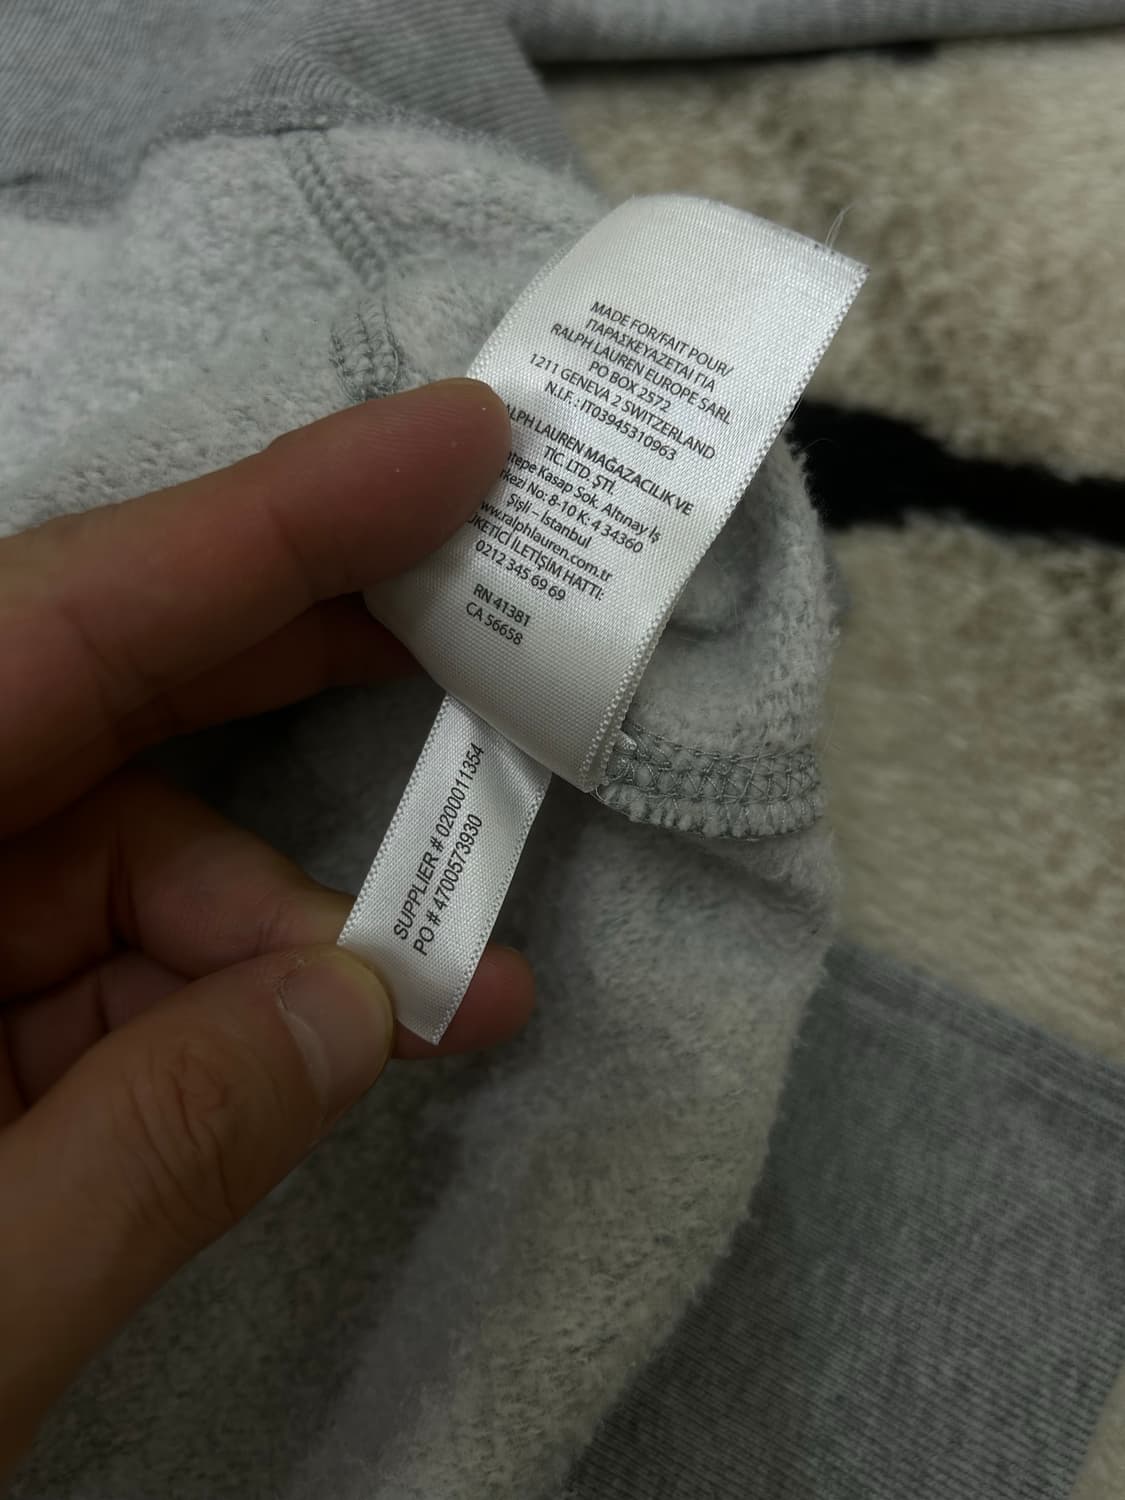 MADE FOR/FAIT POUR/
ΠΑΡΑΣΚΕΥΑΖΕΤΑΙ ΓΙΑ
RALPH LAUREN EUROPE SARL
PO BOX 2572
1211 GENEVA 2 SWITZERLAND
N.I.F. : IT03945310963
LAUREN MAGAZACILIK VE
TİC. LTD. ŞTİ.
Kasap Sok. Altınay İş
No: 8-10 K: 4 34360
Şişli – İstanbul
www.ralphlauren.com.tr
İLETİŞİM HATTI:
0212 345 69 69
RN 41381
CA 56658
SUPPLIER # 0200011354
PO # 4700573930